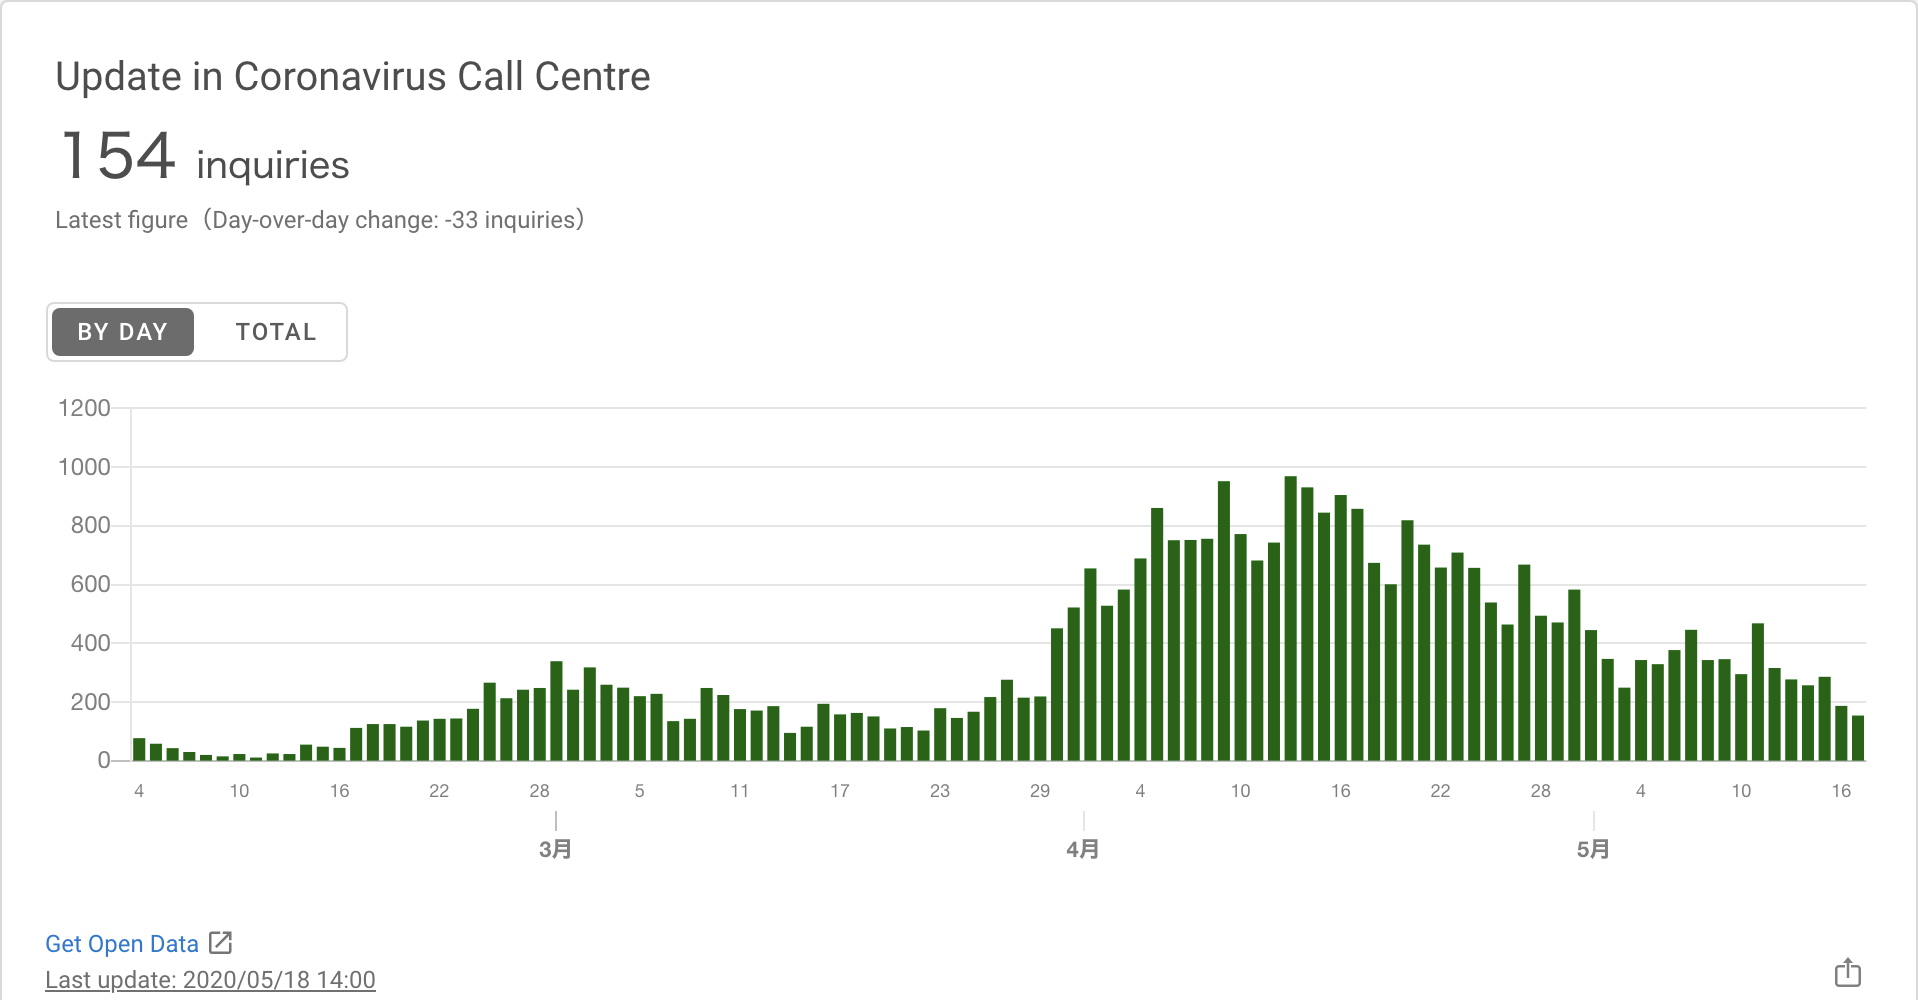 Update in Coronavirus Call Centre
154 inquiries
Latest figure（Day-over-day change: -33 inquiries）
BY DAY TOTAL
1200
1000
800
600
400
200
0
4 10 16 22 28 5 11 17 23 29 4 10 16 22 28 4 10 16
3月 4月 5月
Get Open Data
Last update: 2020/05/18 14:00